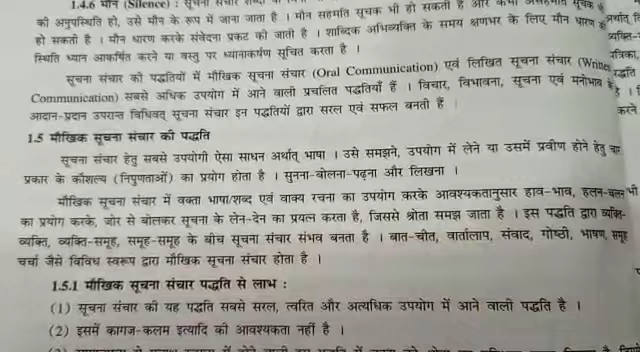 1.4.6 मौन (Silence) : सूचना संचार
की अनुपस्थिति हो, उसे मौन के रूप में जाना जाता है । मौन सहमति सूचक भी हो सकती है और कभी असहमति सूचक
हो सकती है । मौन धारण करके संवेदना प्रकट की जाती है । शाब्दिक अभिव्यक्ति के समय क्षणभर के लिए मौन धारण
स्थिति ध्यान आकर्षित करने या वस्तु पर ध्यानाकर्षण सूचित करता है ।
सूचना संचार की पद्धतियों में मौखिक सूचना संचार (Oral Communication) एवं लिखित सूचना संचार (Written
Communication) सबसे अधिक उपयोग में आने वाली प्रचलित पद्धतियाँ हैं । विचार, विभावना, सूचना एवं मनोभाव के
आदान-प्रदान उपरान्त विधिवत् सूचना संचार इन पद्धतियों द्वारा सरल एवं सफल बनती हैं ।
1.5 मौखिक सूचना संचार की पद्धति
सूचना संचार हेतु सबसे उपयोगी ऐसा साधन अर्थात् भाषा । उसे समझने, उपयोग में लेने या उसमें प्रवीण होने हेतु चार
प्रकार के कौशल्य (निपुणताओं) का प्रयोग होता है । सुनना-बोलना-पढ़ना और लिखना ।
मौखिक सूचना संचार में वक्ता भाषा/शब्द एवं वाक्य रचना का उपयोग करके आवश्यकतानुसार हाव-भाव, हलन-चलन भी
का प्रयोग करके, जोर से बोलकर सूचना के लेन-देन का प्रयत्न करता है, जिससे श्रोता समझ जाता है । इस पद्धति द्वारा व्यक्ति-
व्यक्ति, व्यक्ति-समूह, समूह-समूह के बीच सूचना संचार संभव बनता है । बात-चीत, वार्तालाप, संवाद, गोष्ठी, भाषण, समूह
चर्चा जैसे विविध स्वरूप द्वारा मौखिक सूचना संचार होता है ।
1.5.1 मौखिक सूचना संचार पद्धति से लाभ :
(1) सूचना संचार की यह पद्धति सबसे सरल, त्वरित और अत्यधिक उपयोग में आने वाली पद्धति है ।
(2) इसमें कागज-कलम इत्यादि की आवश्यकता नहीं है ।
अर्थात्
करने